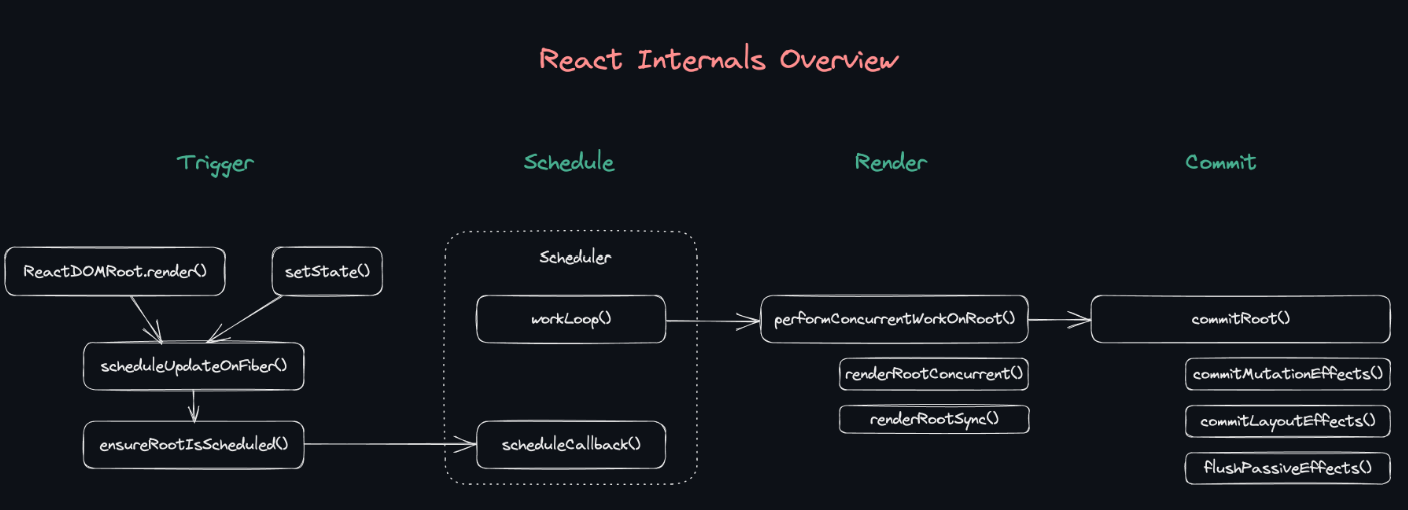 React Internals Overview
Trigger
Schedule
Render
Commit
ReactDOMRoot.render()
setState()
scheduleUpdateOnFiber()
ensureRootIsScheduled()
Scheduler
workLoop()
scheduleCallback()
performConcurrentWorkOnRoot()
renderRootConcurrent()
renderRootSync()
commitRoot()
commitMutationEffects()
commitLayoutEffects()
flushPassiveEffects()